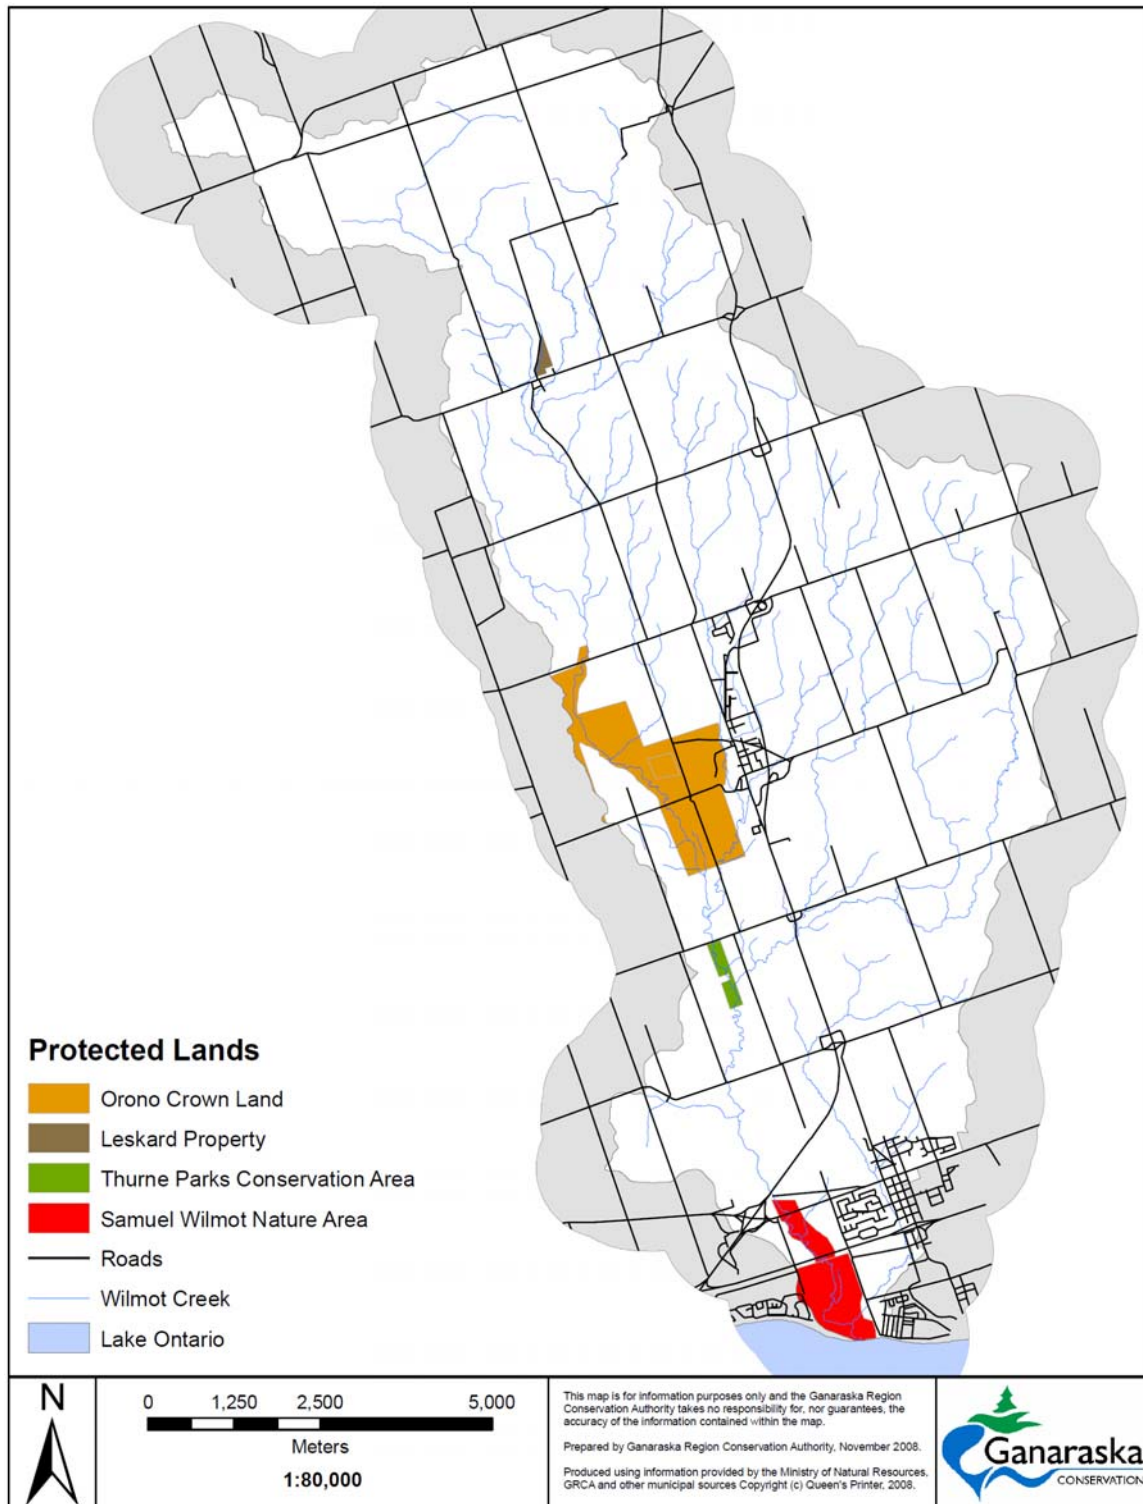 Protected Lands
Orono Crown Land
Leskard Property
Thurne Parks Conservation Area
Samuel Wilmot Nature Area
Roads
Wilmot Creek
Lake Ontario
N
0 1,250 2,500 5,000
Meters
1:80,000
This map is for information purposes only and the Ganaraska Region
Conservation Authority takes no responsibility for, nor guarantees, the
accuracy of the information contained within the map.
Prepared by Ganaraska Region Conservation Authority, November 2008.
Produced using information provided by the Ministry of Natural Resources,
GRCA and other municipal sources Copyright (c) Queen's Printer, 2008.
Ganaraska
CONSERVATION